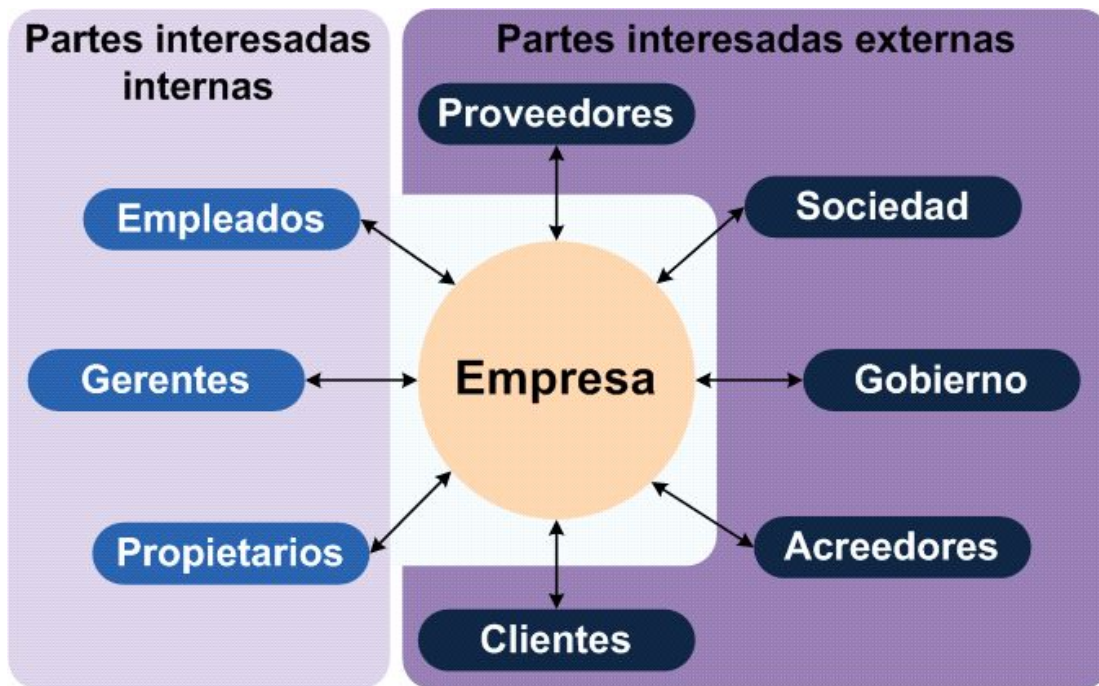 Partes interesadas
internas
Partes interesadas externas
Proveedores
Empleados
Sociedad
Gerentes
Empresa
Gobierno
Propietarios
Acreedores
Clientes